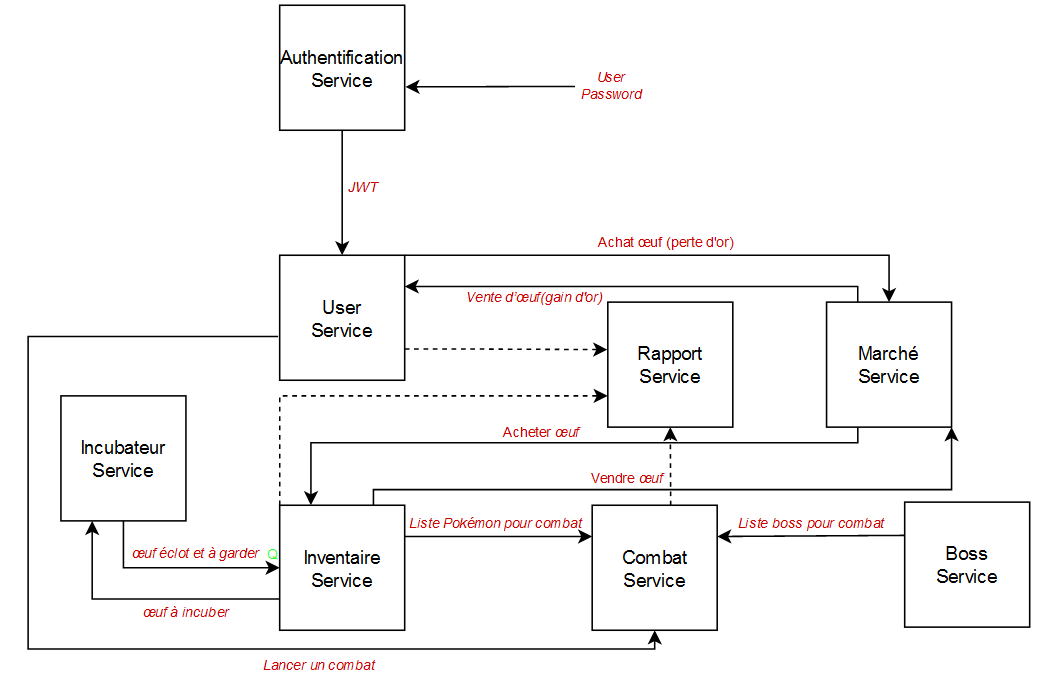 Authentification
Service
User
Password
JWT
Achat œuf (perte d'or)
Vente d'œuf(gain d'or)
User
Service
Rapport
Service
Marché
Service
Incubateur
Service
Acheter œuf
Vendre œuf
Liste Pokémon pour combat
Liste boss pour combat
œuf éclot et à garder
Q
Inventaire
Service
Combat
Service
Boss
Service
œuf à incuber
Lancer un combat